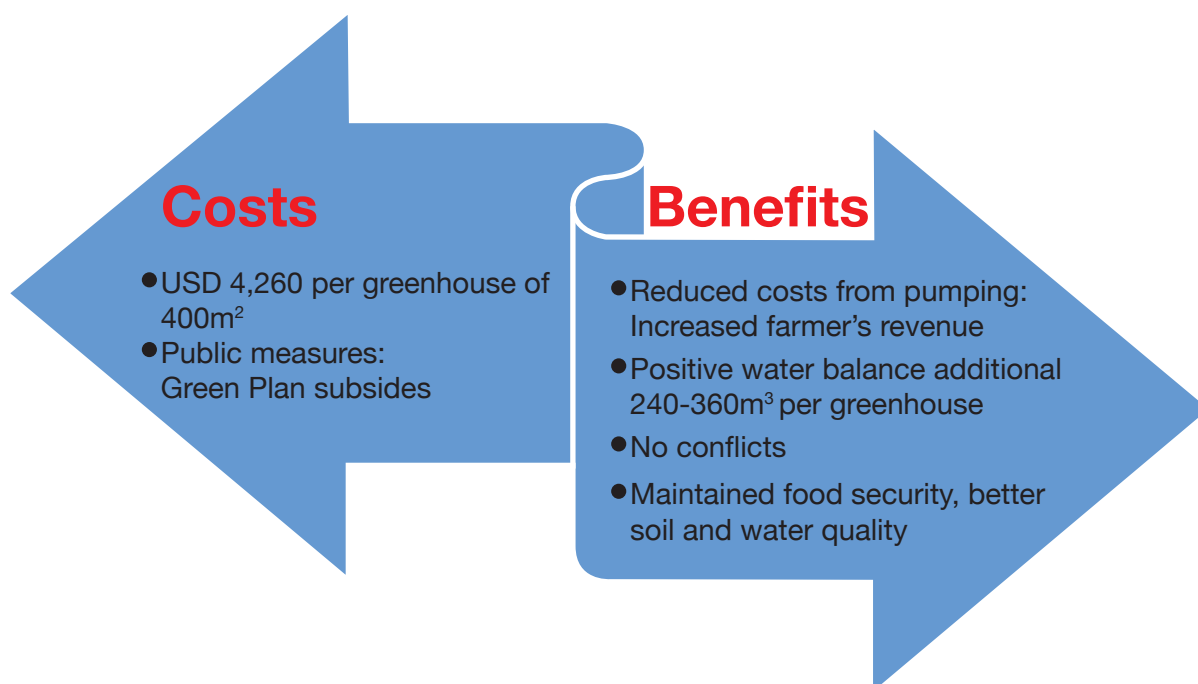 Costs
● USD 4,260 per greenhouse of
400m²
● Public measures:
Green Plan subsides
Benefits
● Reduced costs from pumping:
Increased farmer’s revenue
● Positive water balance additional
240-360m³ per greenhouse
● No conflicts
● Maintained food security, better
soil and water quality